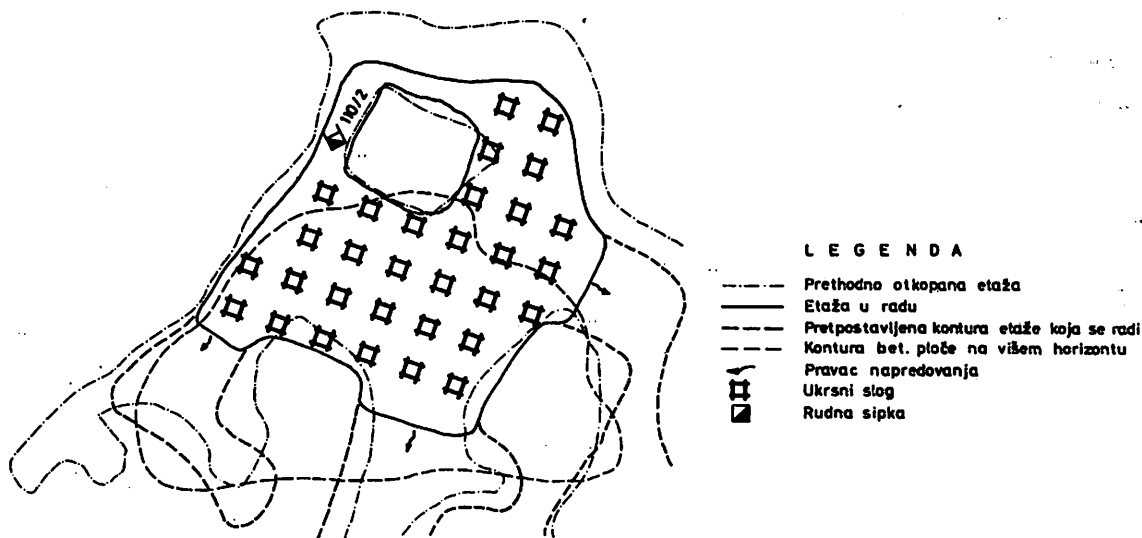 110/2
L E G E N D A
Prethodno otkopana etaža
Etaža u radu
Pretpostavljena kontura etaže koja se radi
Kontura bet. ploče na višem horizontu
Pravac napredovanja
Ukrsni slog
Rudna sipka